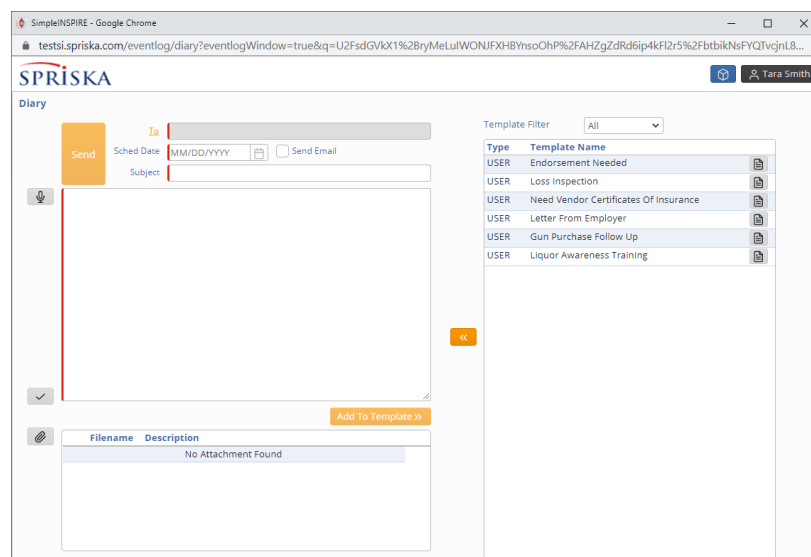 SimpleINSPIRE - Google Chrome
testsi.spriska.com/eventlog/diary?eventlogWindow=true&q=U2FsdGVkX1%2BryMeLuIWONJFXHBYnsoOhP%2FAHZgZdRd6ip4kFl2r5%2FbtbikNsFYQTvcjnL8...
SPRISKA
Tara Smith
Diary
Send
To
Sched Date
MM/DD/YYYY
Send Email
Subject
Add To Template »
Filename Description
No Attachment Found
Template Filter
All
Type Template Name
USER Endorsement Needed
USER Loss Inspection
USER Need Vendor Certificates Of Insurance
USER Letter From Employer
USER Gun Purchase Follow Up
USER Liquor Awareness Training